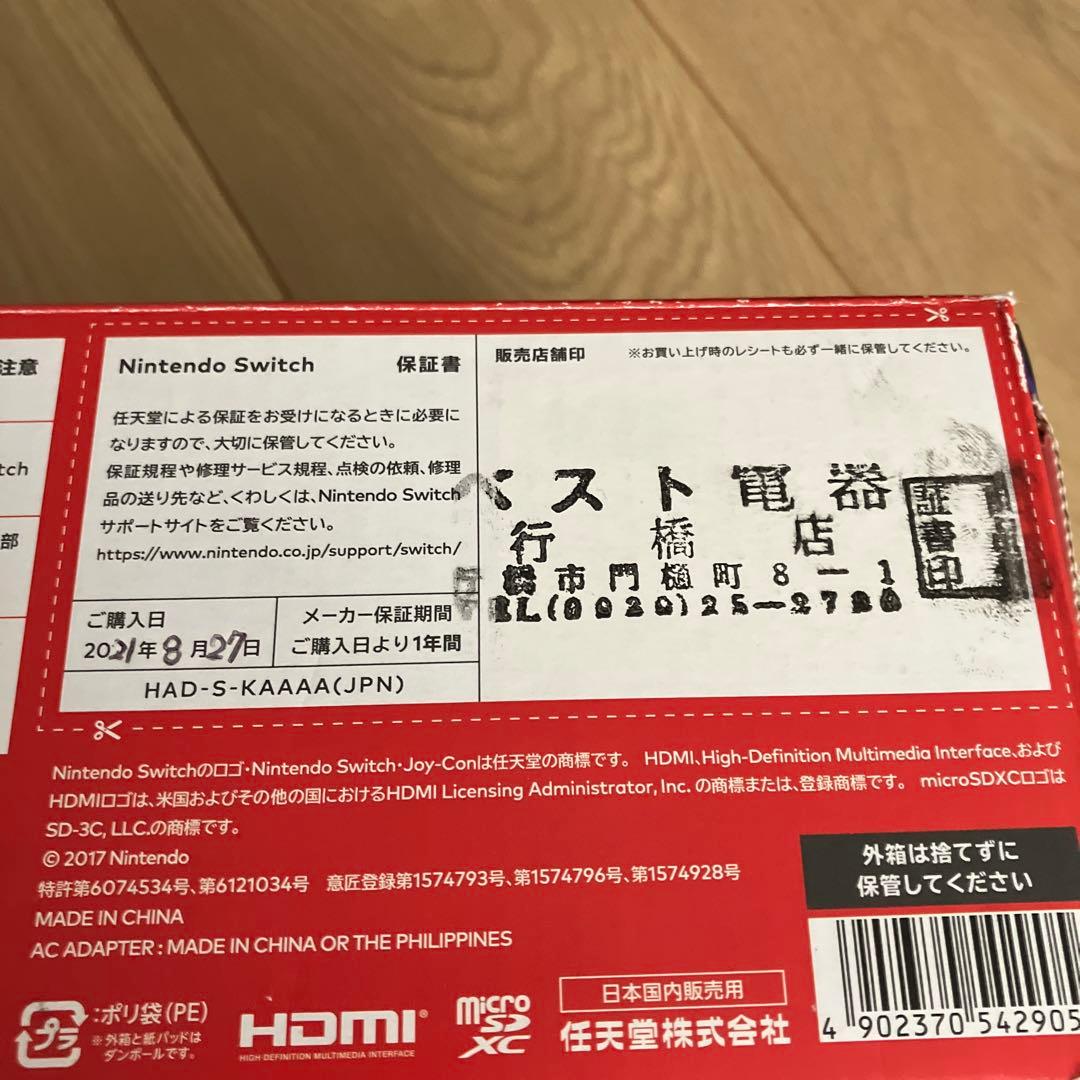 注意
tch
部
Nintendo Switch 保証書
任天堂による保証をお受けになるときに必要に
なりますので、大切に保管してください。
保証規程や修理サービス規程、点検の依頼、修理
品の送り先など、くわしくは、Nintendo Switch
サポートサイトをご覧ください。
https://www.nintendo.co.jp/support/switch/
ご購入日
2021年8月27日
メーカー保証期間
ご購入日より1年間
HAD-S-KAAAA(JPN)
販売店舗印 ※お買い上げ時のレシートも必ず一緒に保管してください。
ベスト電器
行橋店
橋市門樋町8-1
証書印
Nintendo Switchのロゴ・Nintendo Switch・Joy-Conは任天堂の商標です。 HDMI、High-Definition Multimedia Interface、および
HDMIロゴは、米国およびその他の国におけるHDMI Licensing Administrator, Inc. の商標または、登録商標です。 microSDXCロゴは
SD-3C, LLC.の商標です。
© 2017 Nintendo
特許第6074534号、第6121034号 意匠登録第1574793号、第1574796号、第1574928号
MADE IN CHINA
AC ADAPTER : MADE IN CHINA OR THE PHILIPPINES
外箱は捨てずに
保管してください
プラ
:ポリ袋(PE)
※外箱と紙パッドは
ダンボールです。
HDMI®
HIGH-DEFINITION MULTIMEDIA INTERFACE
micro
SD
XC
日本国内販売用
任天堂株式会社
4 902370 542905